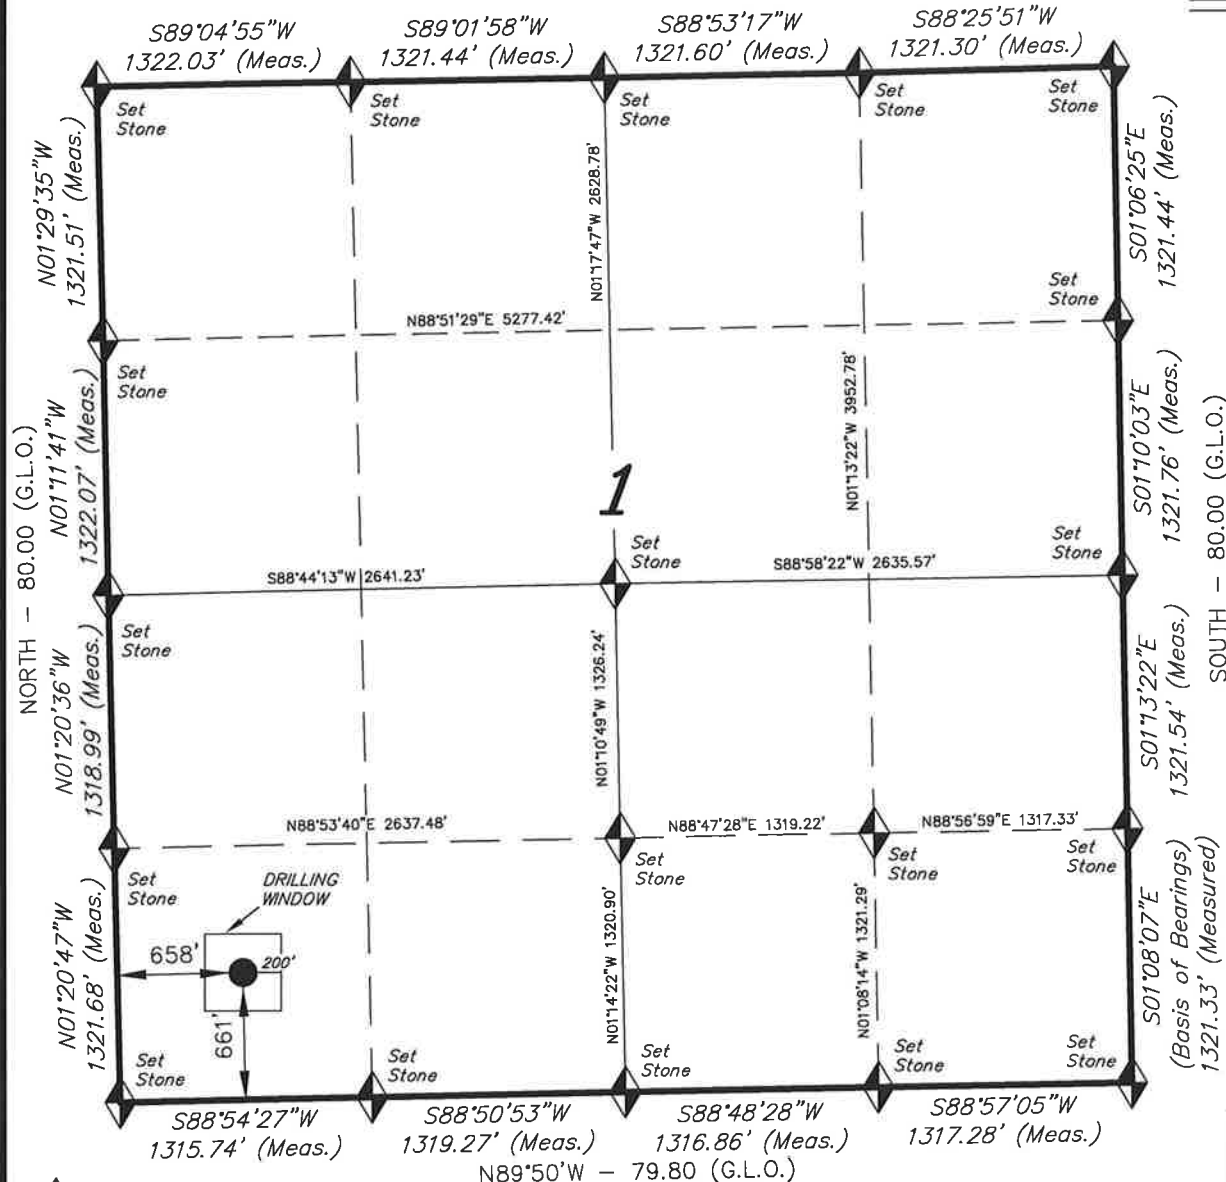 S89°04'55"W
1322.03' (Meas.)
S89°01'58"W
1321.44' (Meas.)
S88°53'17"W
1321.60' (Meas.)
S88°25'51"W
1321.30' (Meas.)
Set
Stone
Set
Stone
Set
Stone
Set
Stone
Set
Stone
N01°29'35"W
1321.51' (Meas.)
N01°17'47"W 2628.78'
S01°06'25"E
1321.44' (Meas.)
Set
Stone
N88°51'29"E 5277.42'
Set
Stone
NORTH – 80.00 (G.L.O.)
N01°11'41"W
1322.07' (Meas.)
N01°13'22"W 3952.78'
S01°10'03"E
1321.76' (Meas.)
SOUTH – 80.00 (G.L.O.)
1
Set
Stone
Set
Stone
S88°44'13"W 2641.23'
S88°58'22"W 2635.57'
Set
Stone
N01°20'36"W
1318.99' (Meas.)
N01°10'49"W 1326.24'
S01°13'22"E
1321.54' (Meas.)
N88°53'40"E 2637.48'
N88°47'28"E 1319.22'
N88°56'59"E 1317.33'
Set
Stone
Set
Stone
Set
Stone
Set
Stone
DRILLING
WINDOW
N01°20'47"W
1321.68' (Meas.)
658'
200'
661'
N01°14'22"W 1320.90'
N01°08'14"W 1321.29'
S01°08'07"E
(Basis of Bearings)
1321.33' (Measured)
Set
Stone
Set
Stone
Set
Stone
Set
Stone
Set
Stone
S88°54'27"W
1315.74' (Meas.)
S88°50'53"W
1319.27' (Meas.)
S88°48'28"W
1316.86' (Meas.)
S88°57'05"W
1317.28' (Meas.)
N89°50'W – 79.80 (G.L.O.)